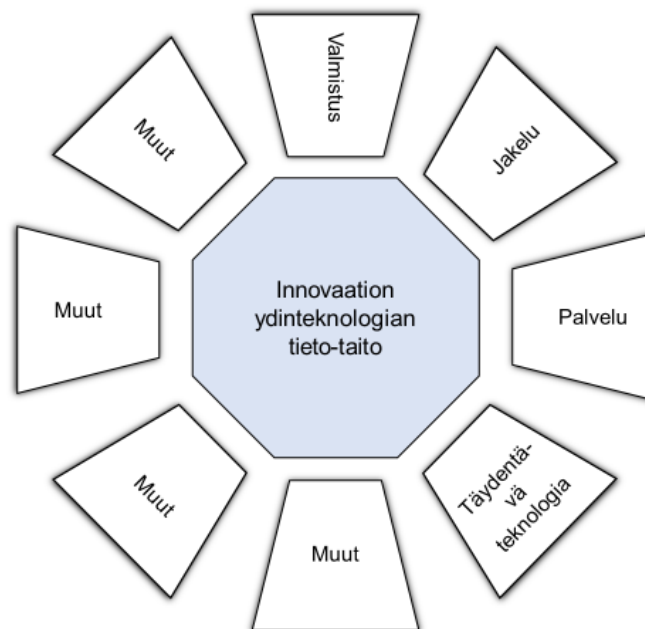 Valmistus
Jakelu
Palvelu
Täydentä-
vä
teknologia
Muut
Muut
Muut
Muut
Innovaation
ydinteknologian
tieto-taito